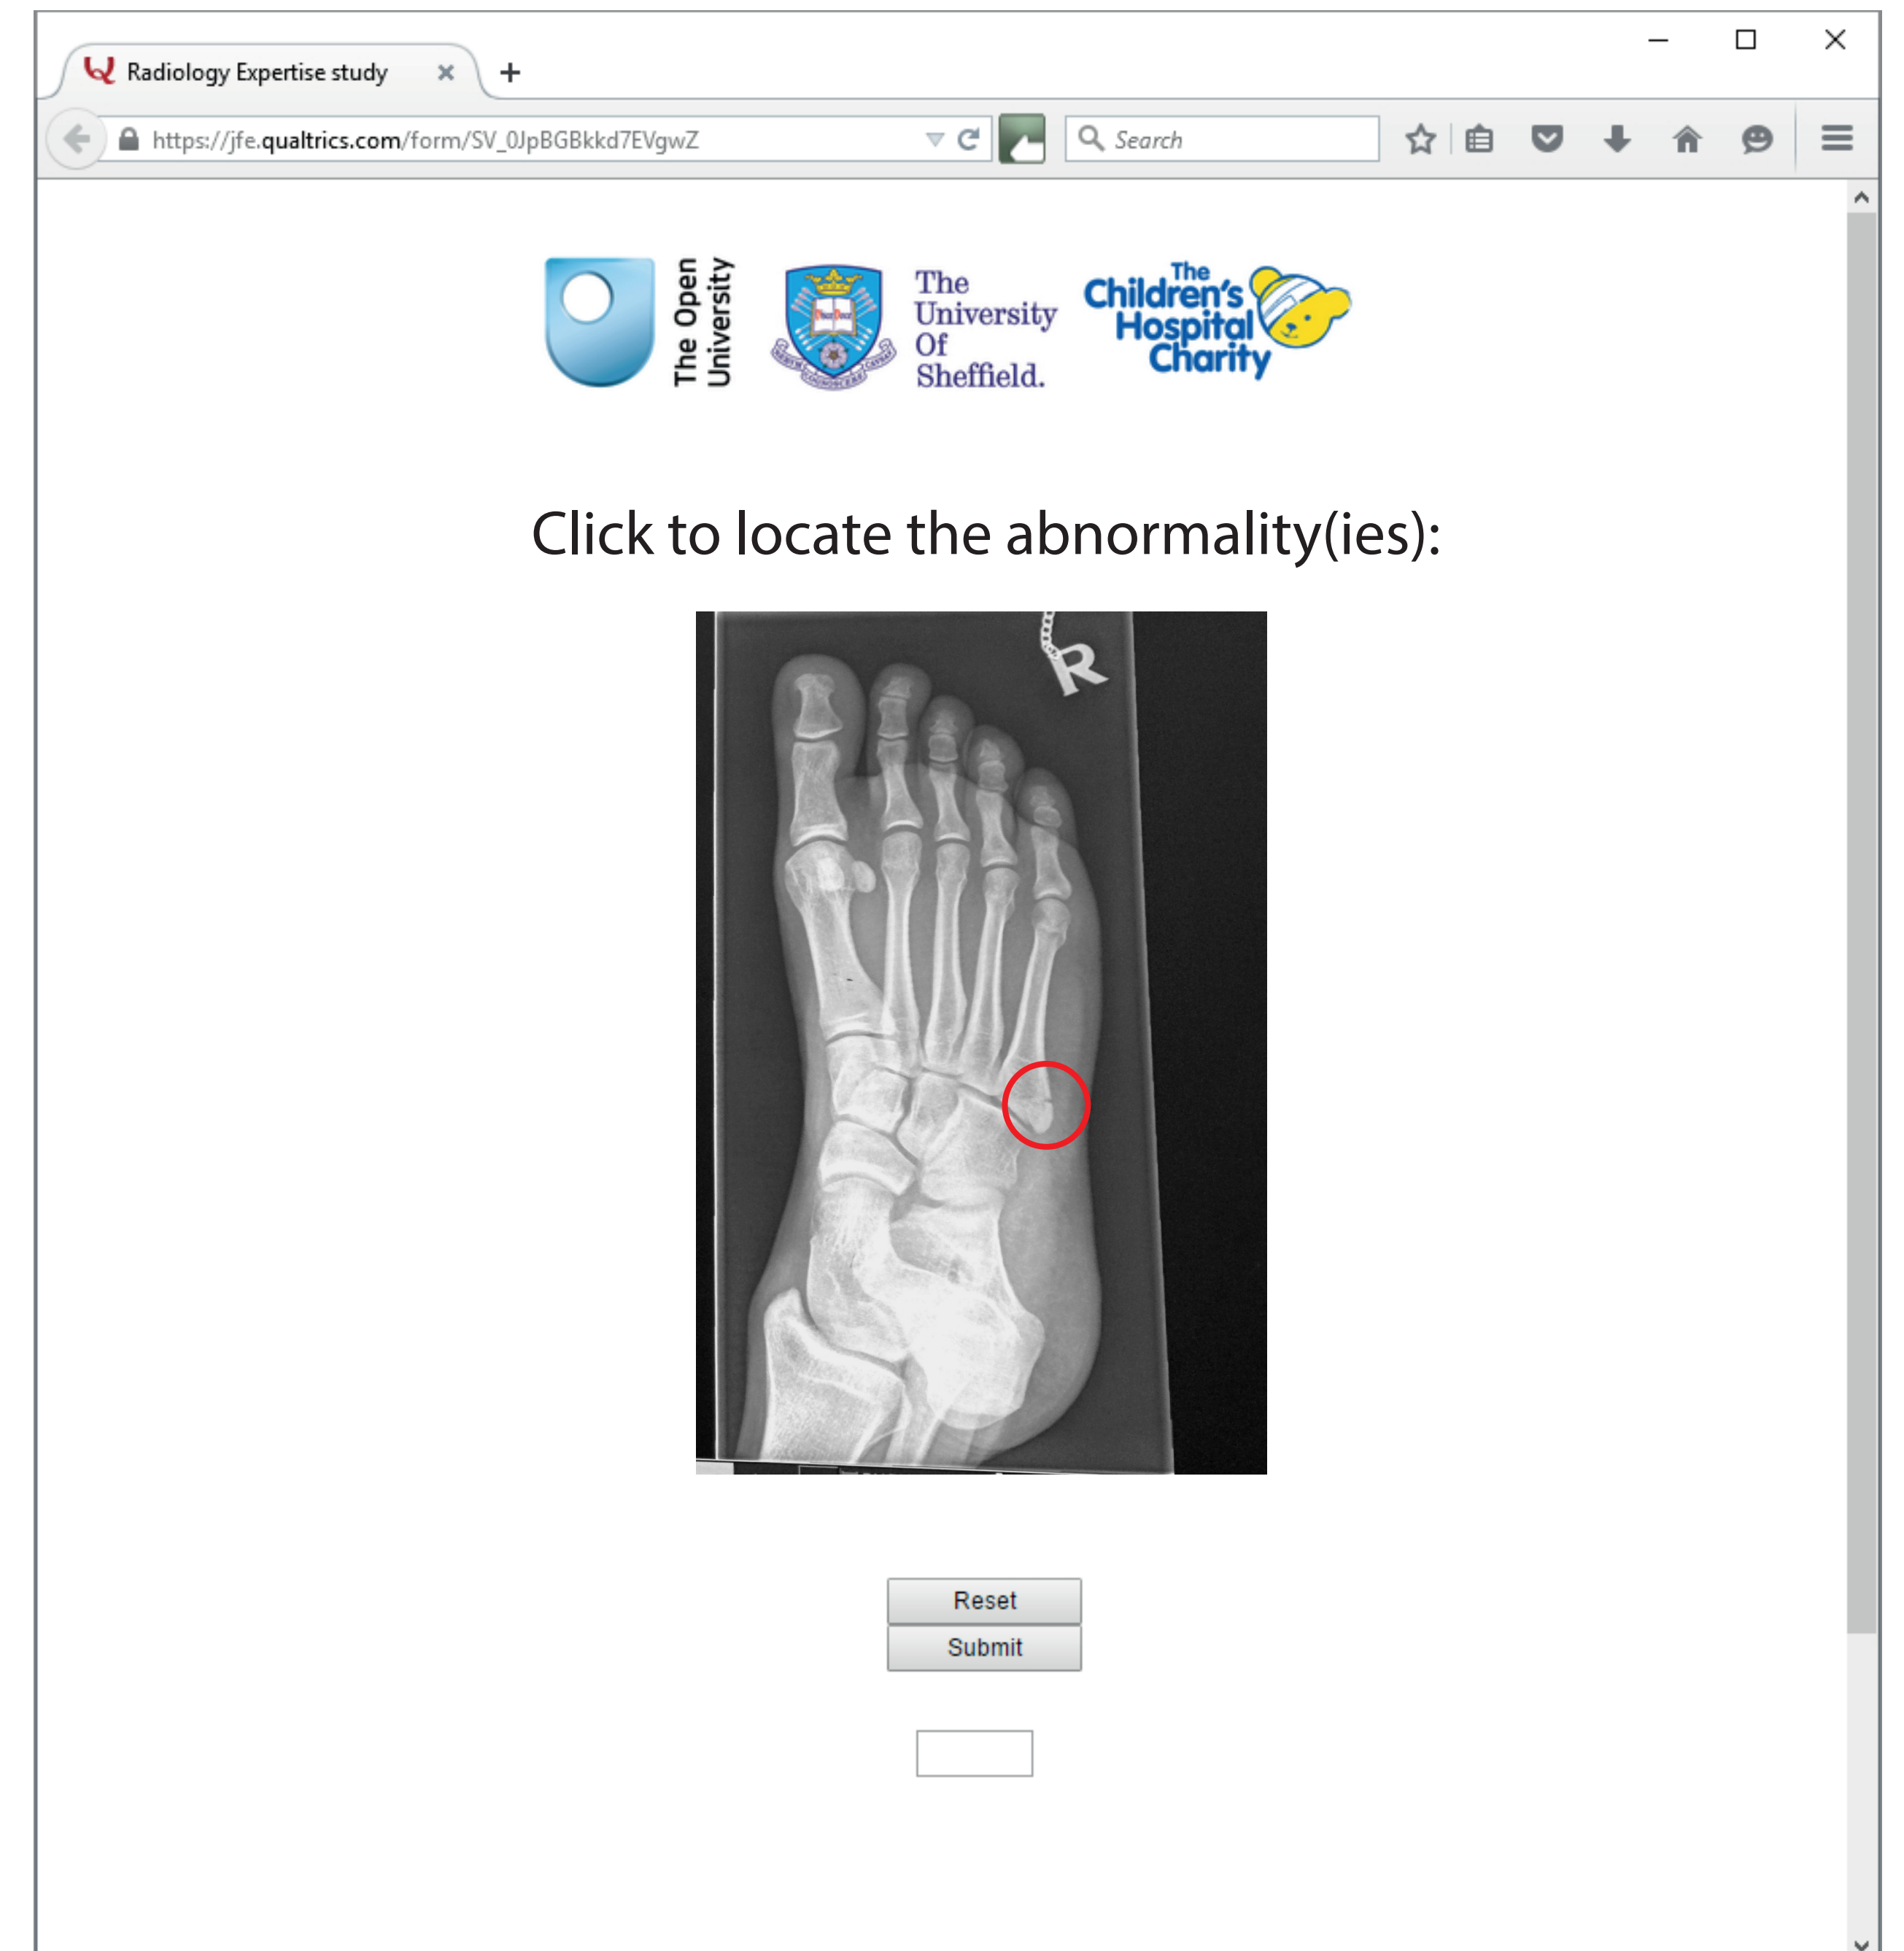 Radiology Expertise study
https://jfe.qualtrics.com/form/SV_0JpBGBkkd7EVgwZ
Search
The Open
University
The
University
Of
Sheffield.
The
Children's
Hospital
Charity
Click to locate the abnormality(ies):
R
Reset
Submit